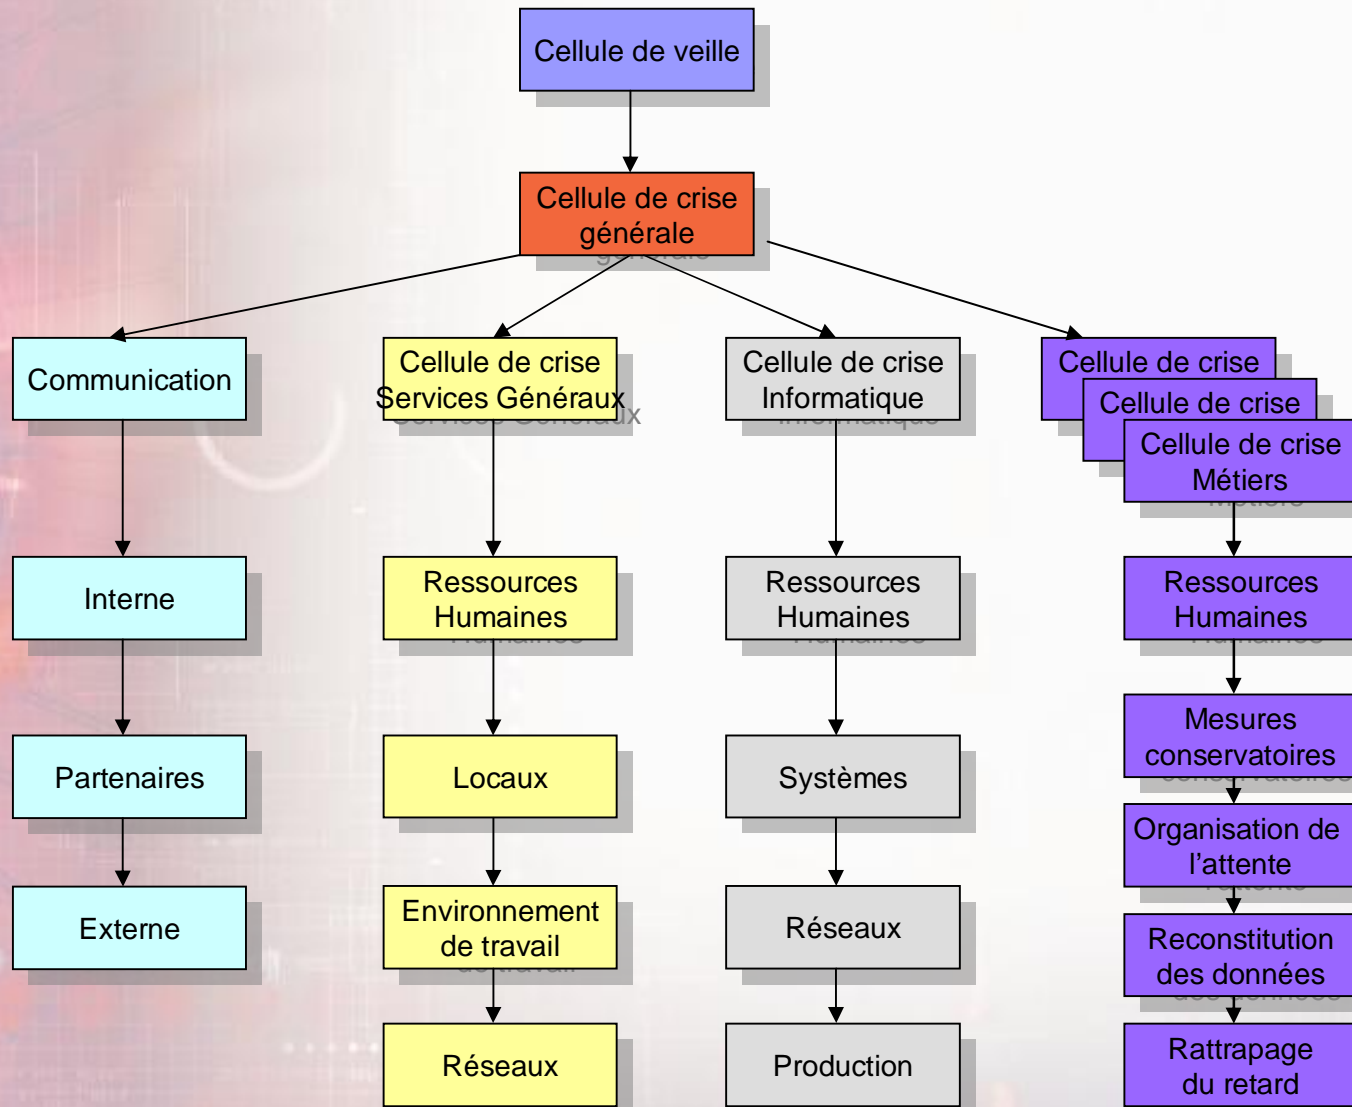 Cellule de veille
Cellule de crise
générale
Communication
Cellule de crise
Services Généraux
Cellule de crise
Informatique
Cellule de crise
Cellule de crise
Cellule de crise
Métiers
Interne
Ressources
Humaines
Ressources
Humaines
Ressources
Humaines
Partenaires
Locaux
Systèmes
Mesures
conservatoires
Organisation de
l'attente
Externe
Environnement
de travail
Réseaux
Reconstitution
des données
Réseaux
Production
Rattrapage
du retard